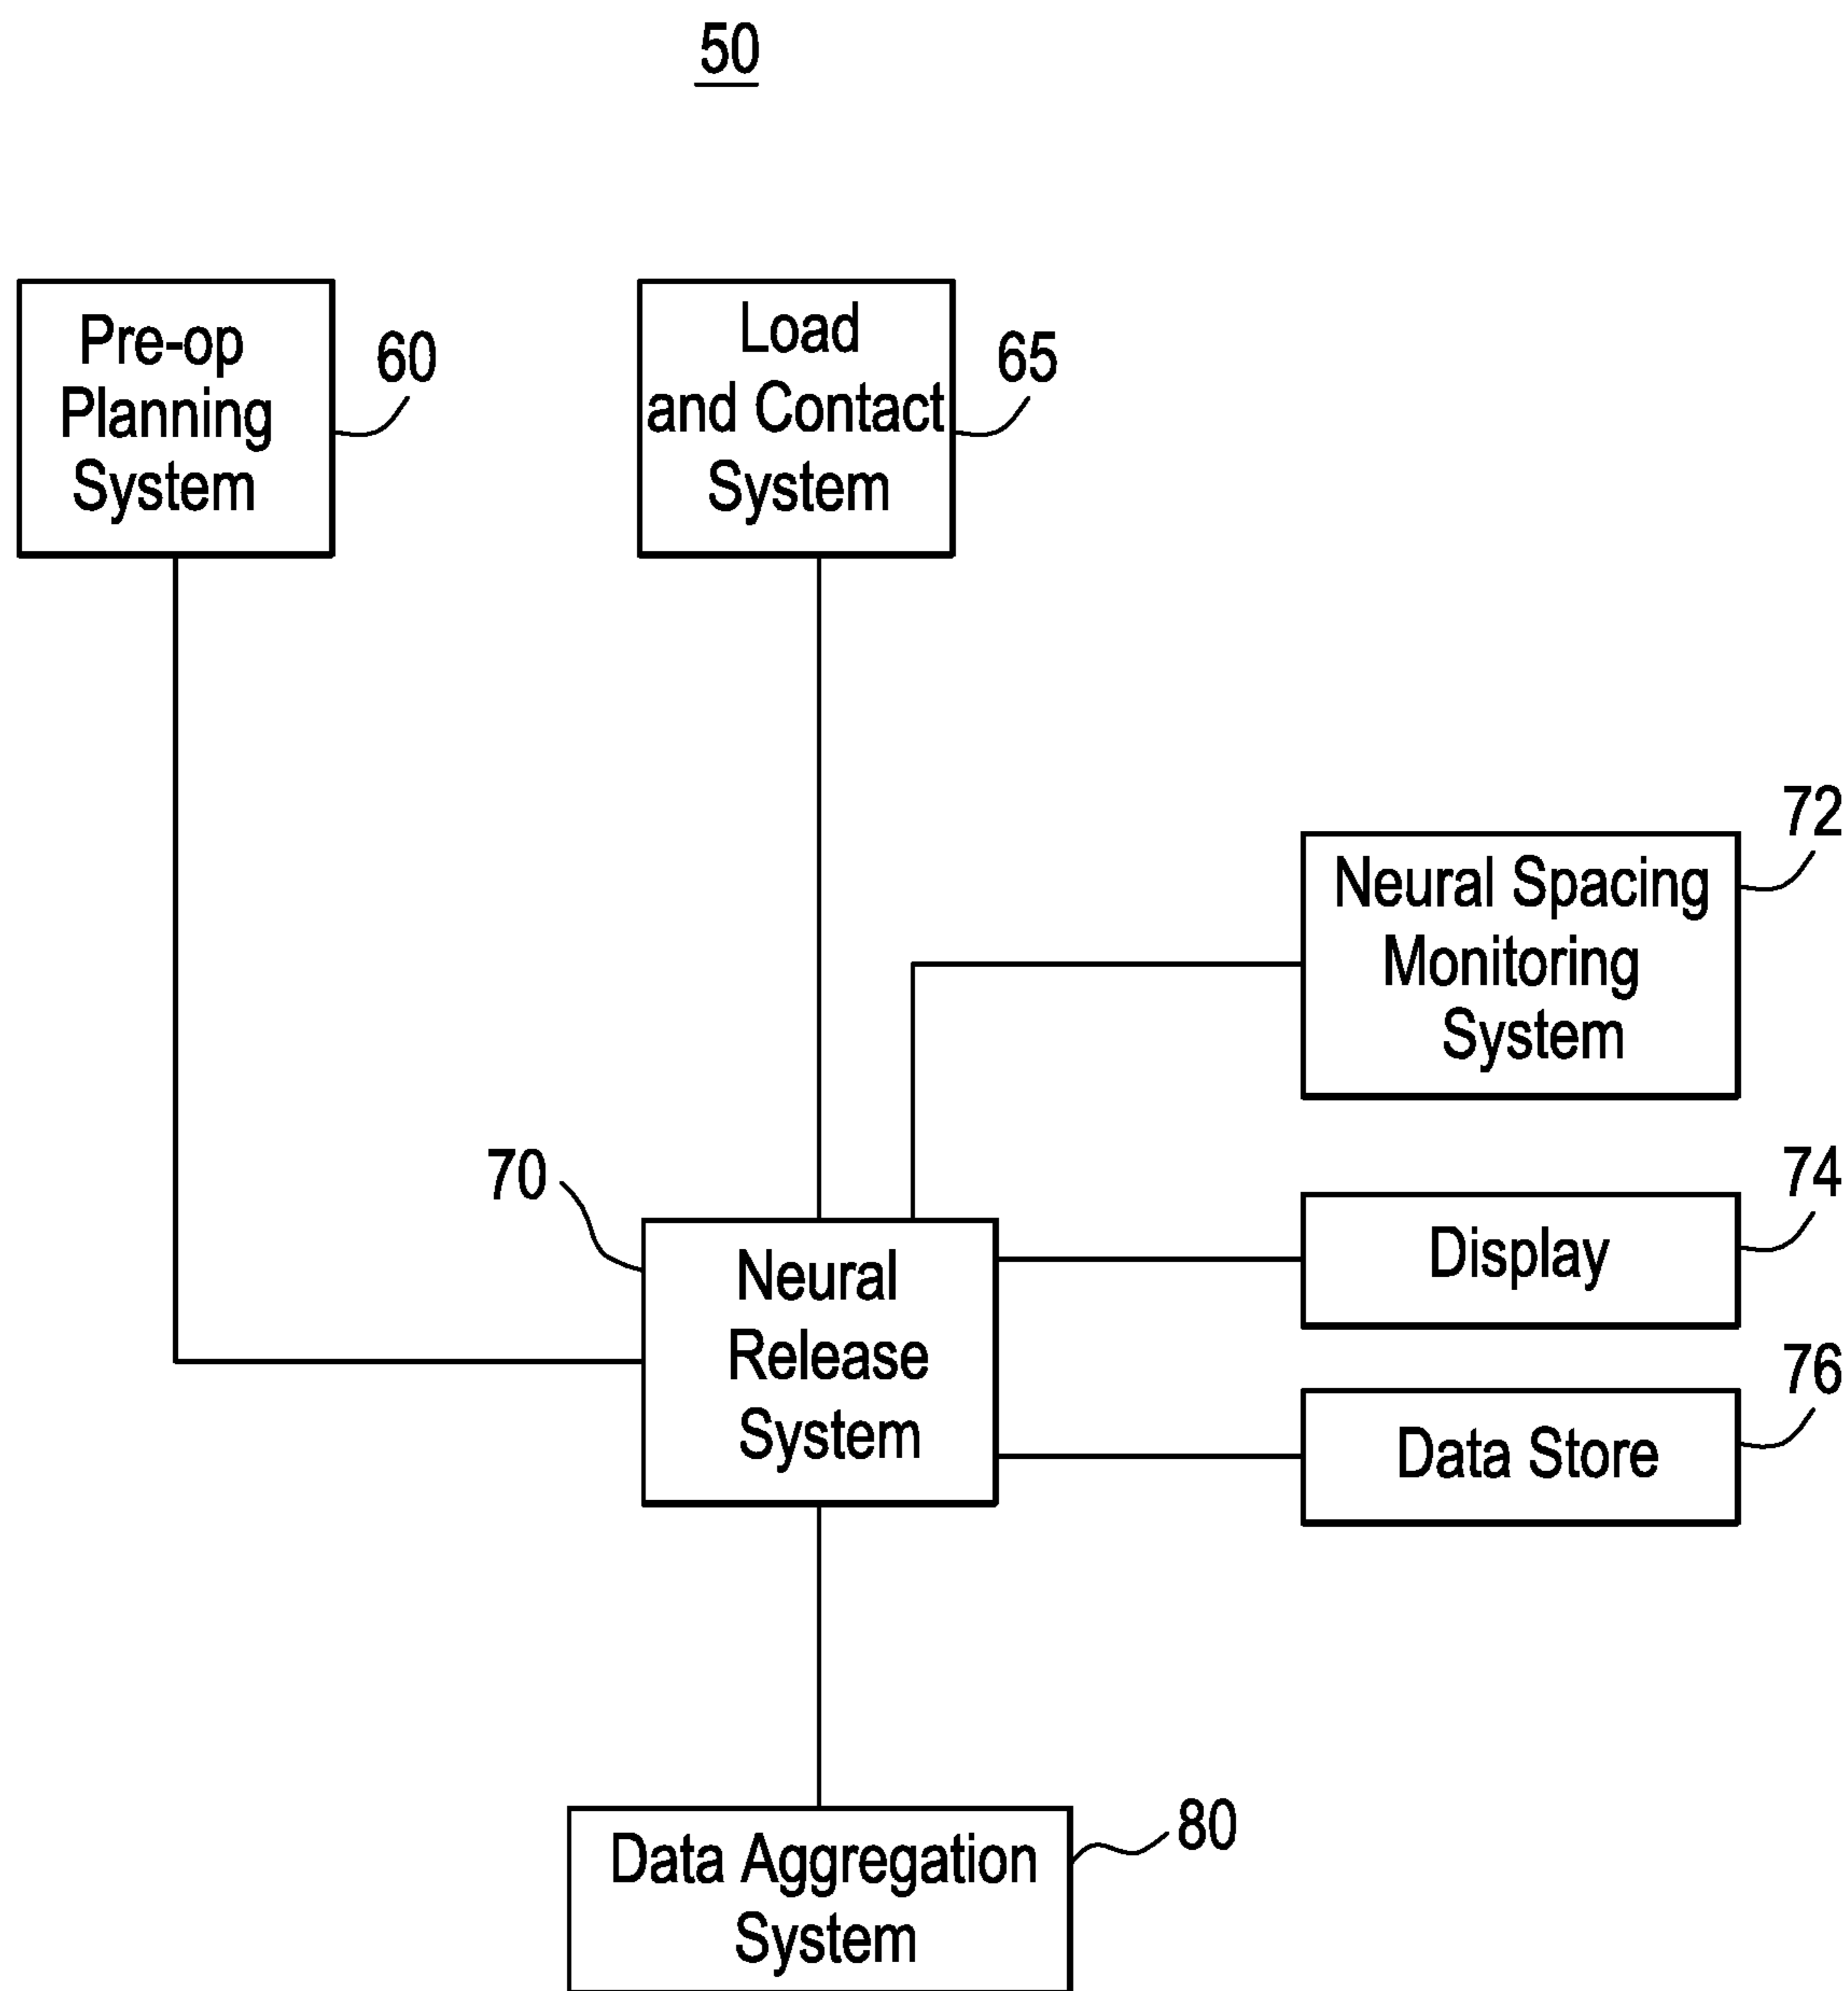 50
Pre-op
Planning
System
60
Load
and Contact
System
65
Neural Spacing
Monitoring
System
72
70
Neural
Release
System
Display
74
Data Store
76
Data Aggregation
System
80